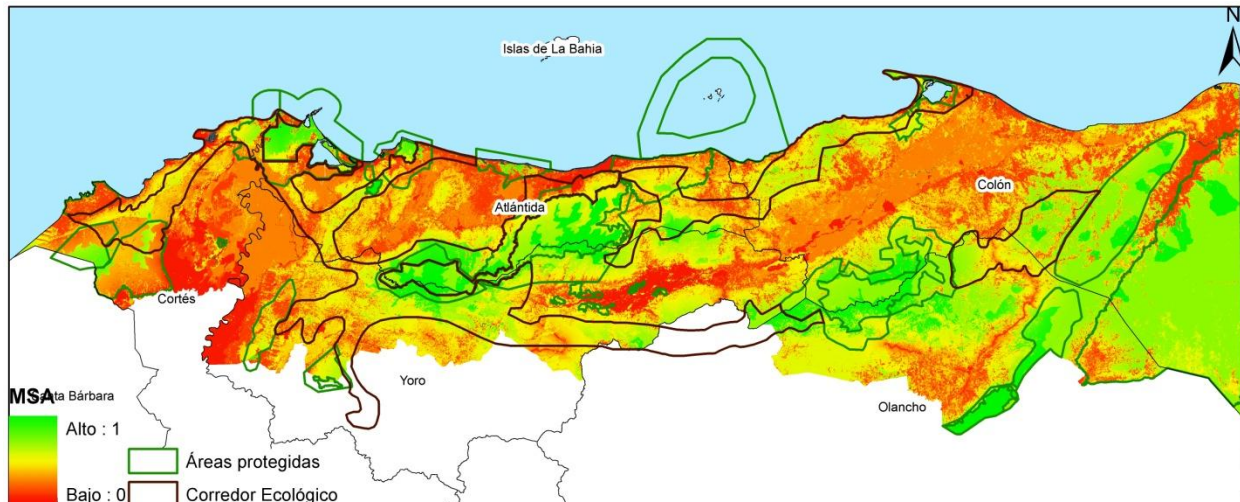 N
Islas de La Bahia
Colón
Atlántida
Cortés
Yoro
Olancho
MSA
Santa Bárbara
Alto : 1
Bajo : 0
Áreas protegidas
Corredor Ecológico